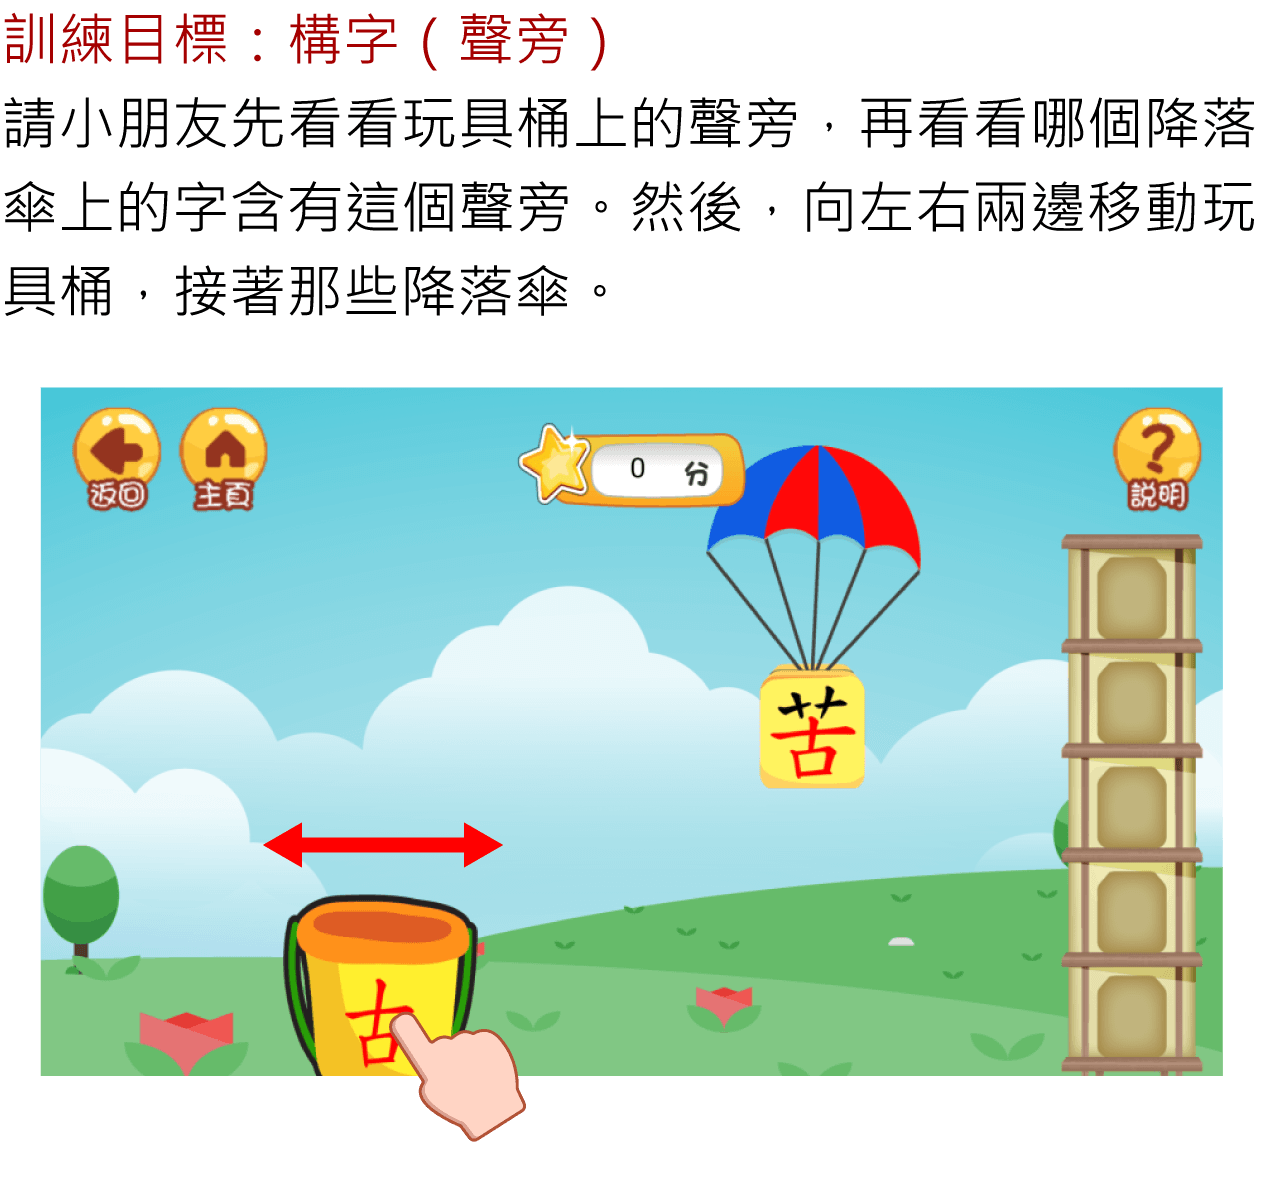 訓練目標：構字（聲旁）
請小朋友先看看玩具桶上的聲旁，再看看哪個降落
傘上的字含有這個聲旁。然後，向左右兩邊移動玩
具桶，接著那些降落傘。
返回
主頁
0 分
説明
苦
古